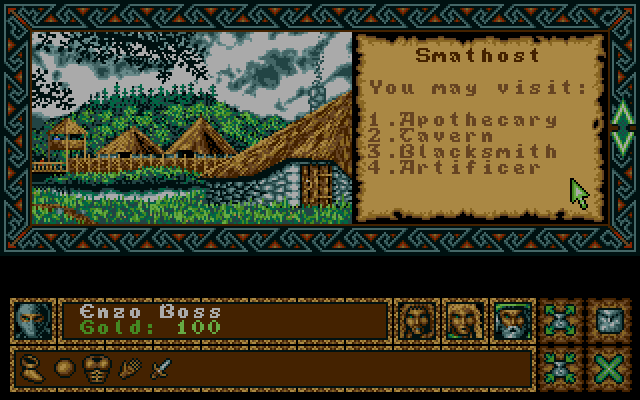 Smathost
You may visit:
1.Apothecary
2.Tavern
3.Blacksmith
4.Artificer
Enzo Boss
Gold: 100